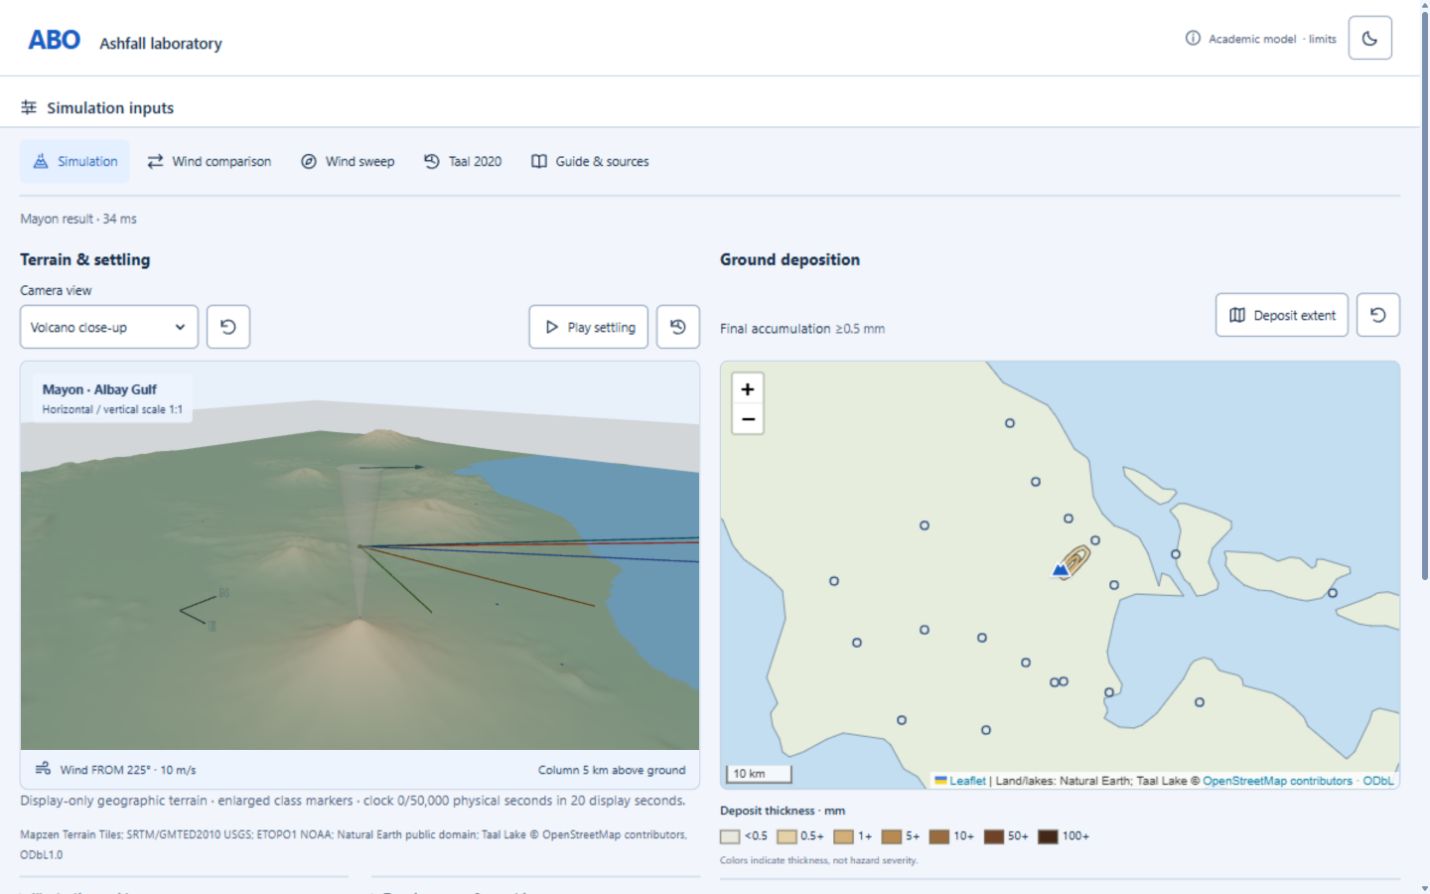 ABO Ashfall laboratory
Academic model · limits
Simulation inputs
Simulation
Wind comparison
Wind sweep
Taal 2020
Guide & sources
Mayon result · 34 ms
Terrain & settling
Camera view
Volcano close-up
Play settling
Mayon · Albay Gulf
Horizontal / vertical scale 1:1
Wind FROM 225° · 10 m/s
Column 5 km above ground
Display-only geographic terrain · enlarged class markers · clock 0/50,000 physical seconds in 20 display seconds.
Mapzen Terrain Tiles; SRTM/GMTED2010 USGS; ETOPO1 NOAA; Natural Earth public domain; Taal Lake © OpenStreetMap contributors,
ODbL1.0
Ground deposition
Final accumulation ≥0.5 mm
Deposit extent
+
−
10 km
Leaflet | Land/lakes: Natural Earth; Taal Lake © OpenStreetMap contributors · ODbL
Deposit thickness · mm
<0.5 0.5+ 1+ 5+ 10+ 50+ 100+
Colors indicate thickness, not hazard severity.